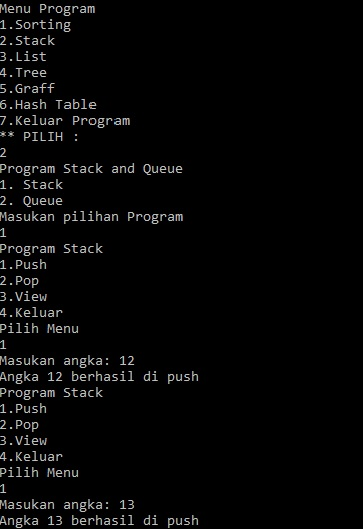 Menu Program
1.Sorting
2.Stack
3.List
4.Tree
5.Graff
6.Hash Table
7.Keluar Program
** PILIH :
2
Program Stack and Queue
1. Stack
2. Queue
Masukan pilihan Program
1
Program Stack
1.Push
2.Pop
3.View
4.Keluar
Pilih Menu
1
Masukan angka: 12
Angka 12 berhasil di push
Program Stack
1.Push
2.Pop
3.View
4.Keluar
Pilih Menu
1
Masukan angka: 13
Angka 13 berhasil di push